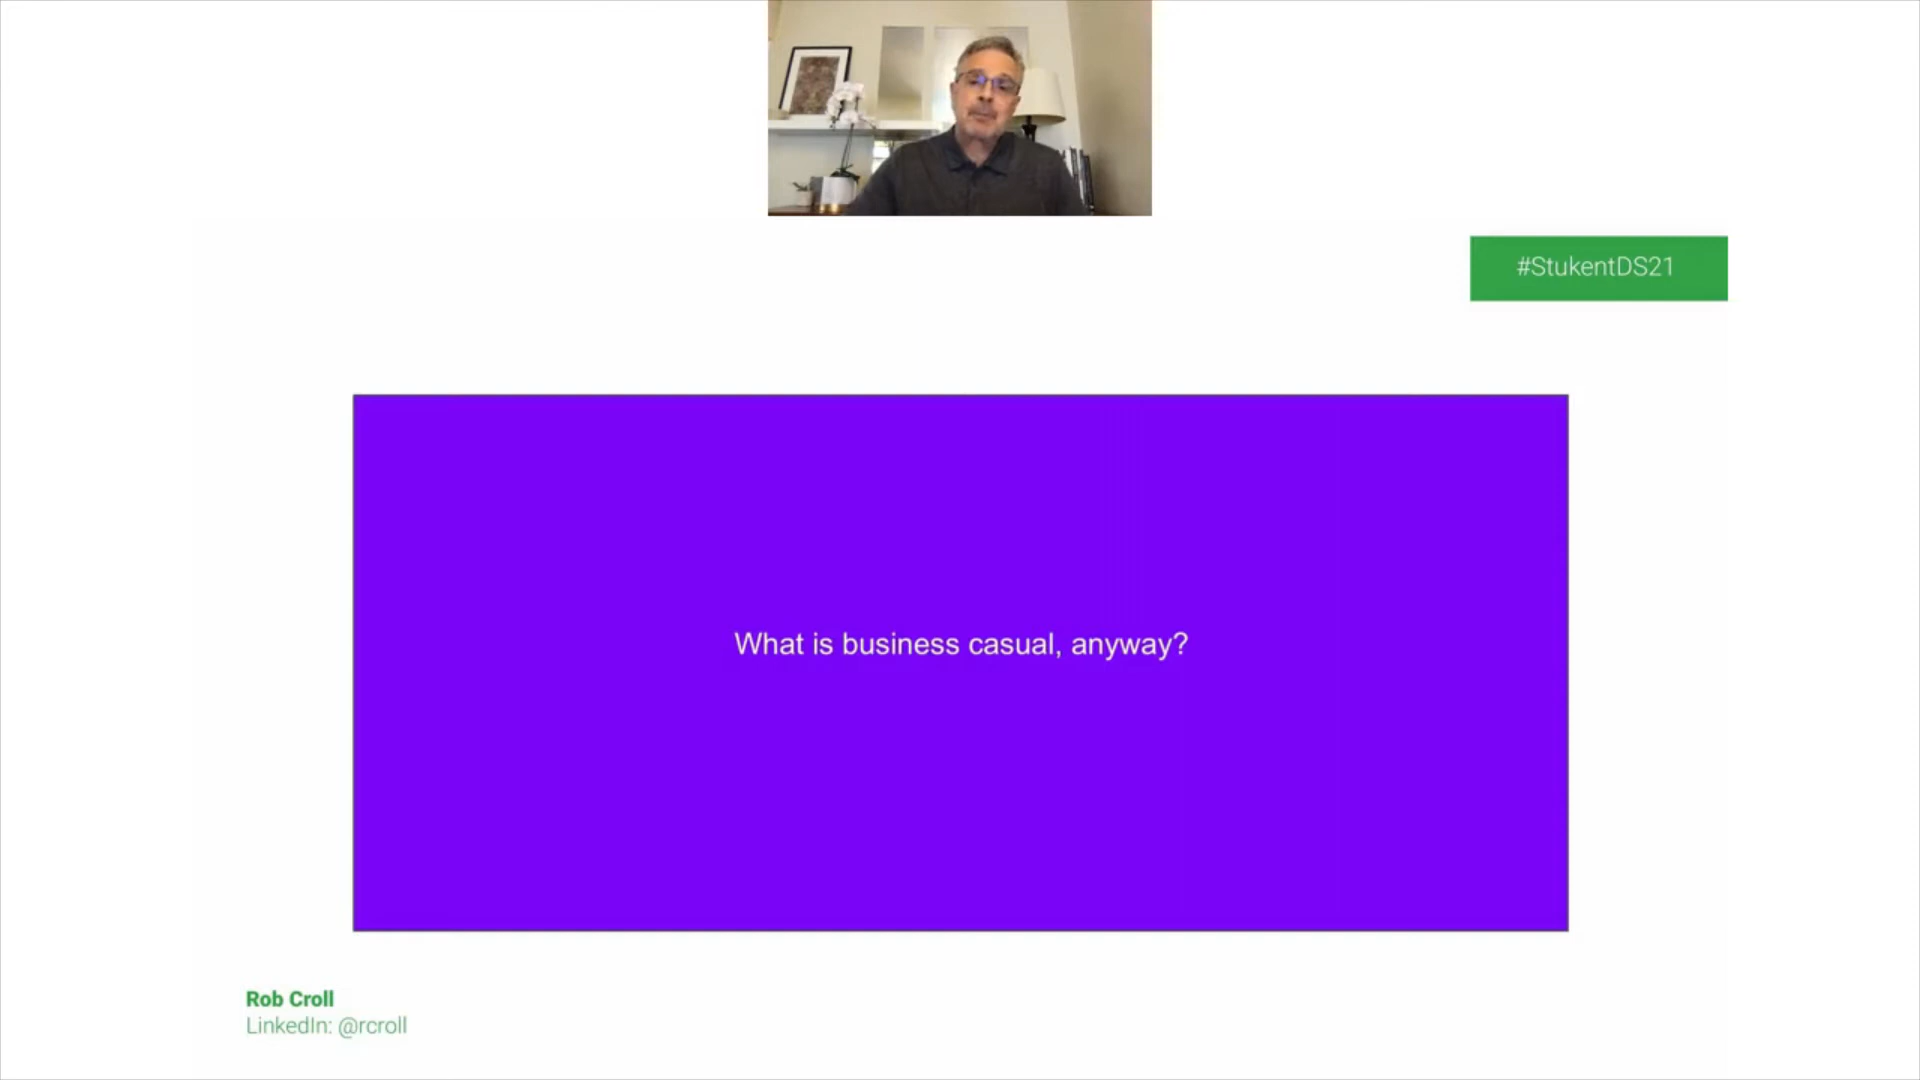 #StukentDS21
What is business casual, anyway?
Rob Croll
LinkedIn: @rcroll